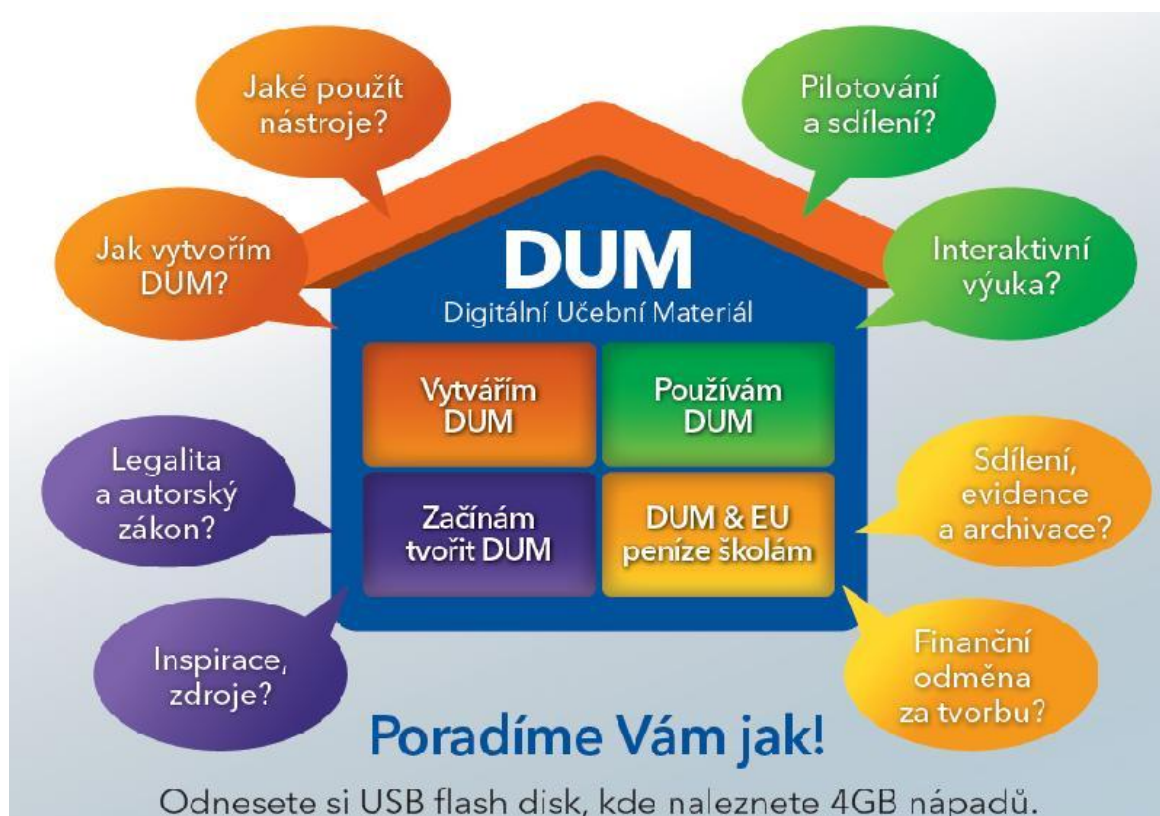 Jaké použít
nástroje?
Pilotování
a sdílení?
Jak vytvořím
DUM?
Interaktivní
výuka?
DUM
Digitální Učební Materiál
Vytvářím
DUM
Používám
DUM
Legalita
a autorský
zákon?
Začínám
tvořit DUM
DUM & EU
peníze školám
Sdílení,
evidence
a archivace?
Inspirace,
zdroje?
Finanční
odměna
za tvorbu?
Poradíme Vám jak!
Odnesete si USB flash disk, kde naleznete 4GB nápadů.